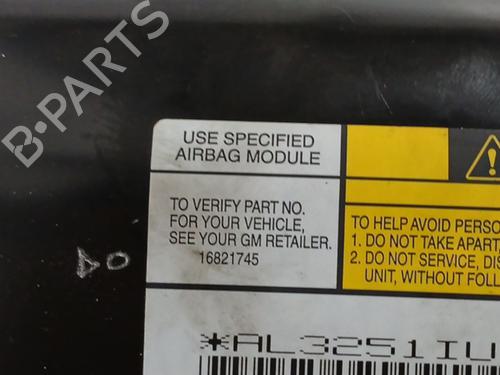 B-PARTS
USE SPECIFIED
AIRBAG MODULE
TO VERIFY PART NO.
FOR YOUR VEHICLE,
SEE YOUR GM RETAILER.
16821745
TO HELP AVOID PERSO
1. DO NOT TAKE APART,
2. DO NOT SERVICE, DIS
UNIT, WITHOUT FOLL
*AL3251IU